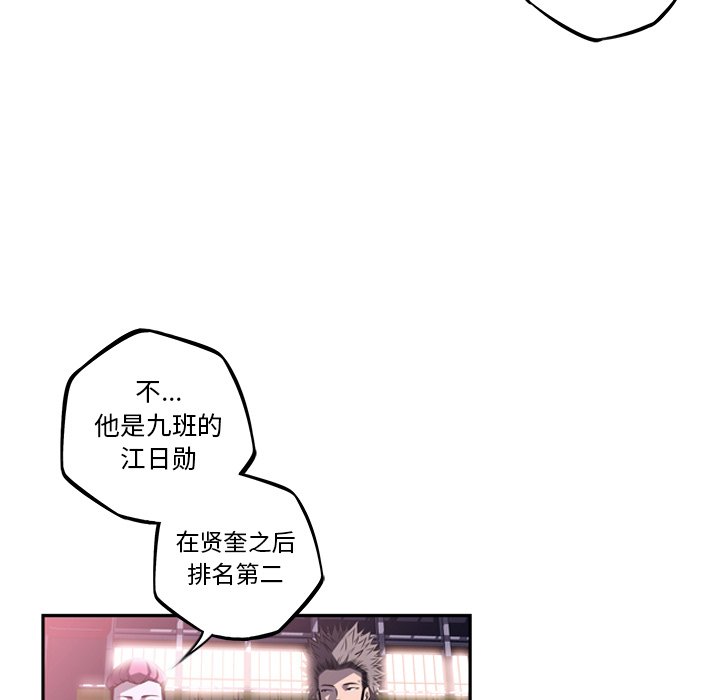 不…
他是九班的
江日勋
在贤奎之后
排名第二